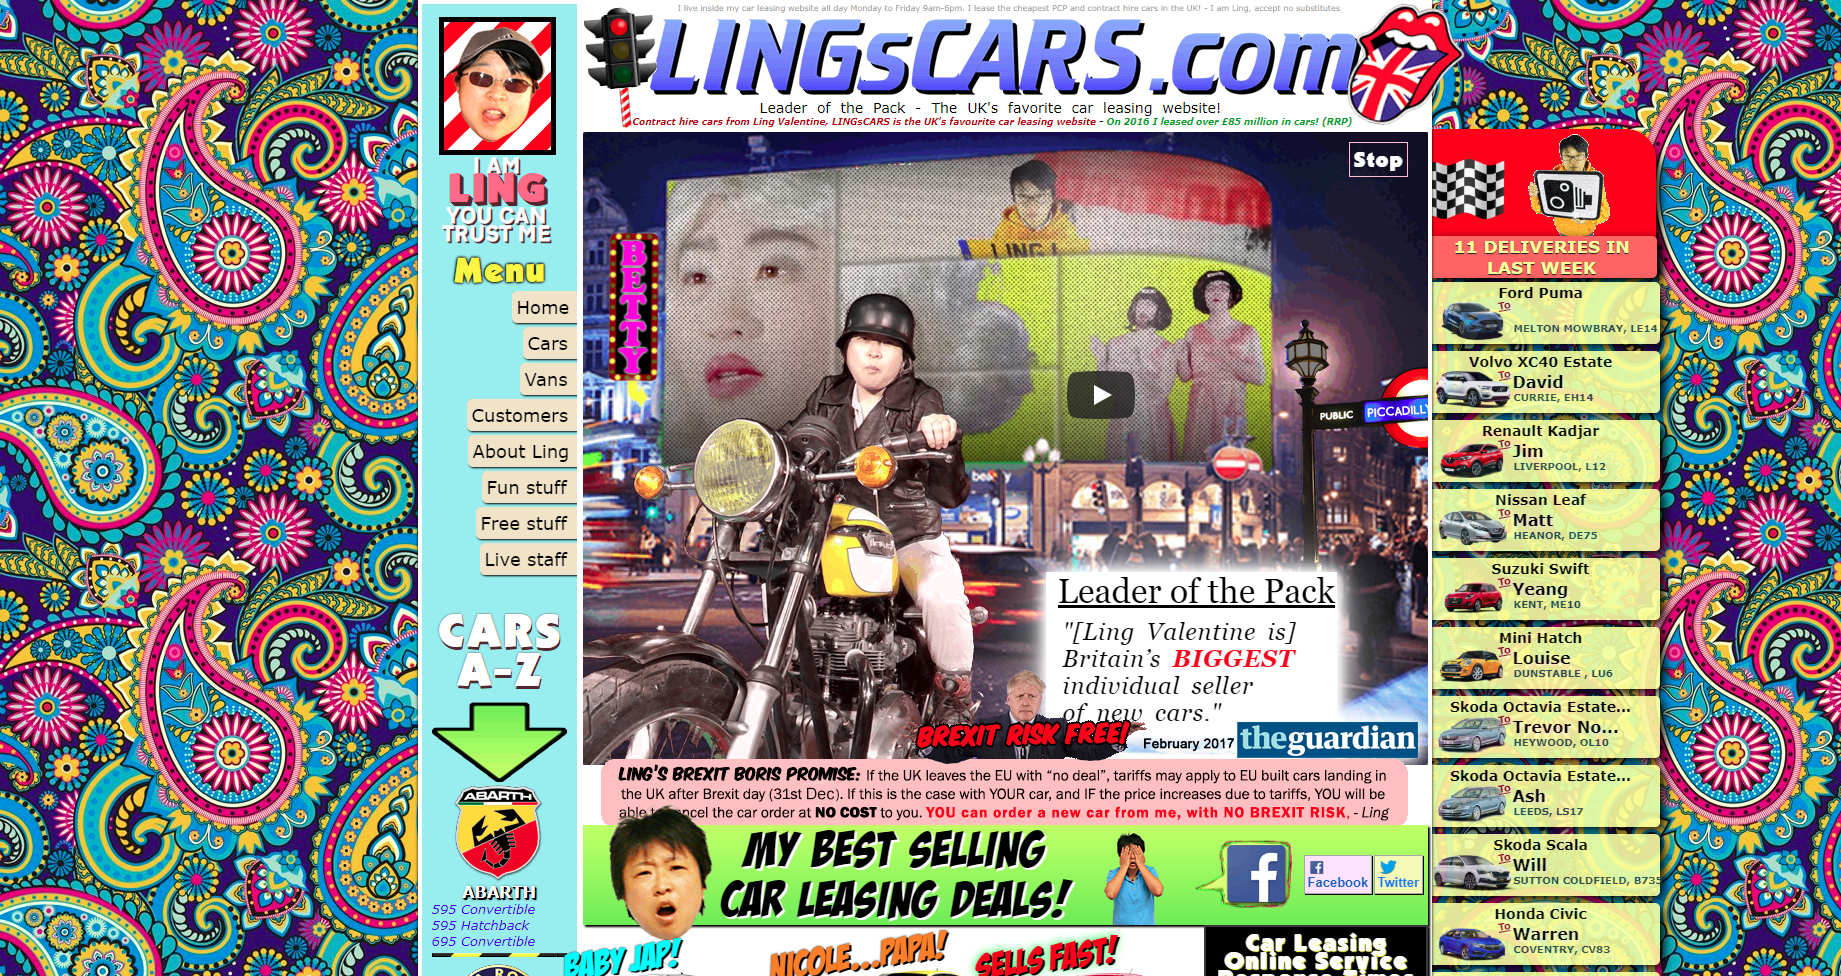 I live inside my car leasing website all day Monday to Friday 9am-6pm. I lease the cheapest PCP and contract hire cars in the UK! - I am Ling, accept no substitutes
LINGsCARS.com
Leader of the Pack - The UK's favorite car leasing website!
Contract hire cars from Ling Valentine, LINGsCARS is the UK's favourite car leasing website - On 2016 I leased over £85 million in cars! (RRP)
I AM
LING
YOU CAN
TRUST ME
Menu
Home
Cars
Vans
Customers
About Ling
Fun stuff
Free stuff
Live staff
CARS
A-Z
ABARTH
ABARTH
595 Convertible
595 Hatchback
695 Convertible
Stop
BETTY
LING
PUBLIC
PICCADILLY
Leader of the Pack
"[Ling Valentine is]
Britain's BIGGEST
individual seller
of new cars."
BREXIT RISK FREE!
February 2017 theguardian
LING'S BREXIT BORIS PROMISE: If the UK leaves the EU with "no deal", tariffs may apply to EU built cars landing in
the UK after Brexit day (31st Dec). If this is the case with YOUR car, and IF the price increases due to tariffs, YOU will be
able to cancel the car order at NO COST to you. YOU can order a new car from me, with NO BREXIT RISK, - Ling
MY BEST SELLING
CAR LEASING DEALS!
Facebook
Twitter
BABY JAP!
NICOLE...PAPA!
SELLS FAST!
Car Leasing
Online Service
Response Times
11 DELIVERIES IN
LAST WEEK
Ford Puma
To
MELTON MOWBRAY, LE14
Volvo XC40 Estate
To David
CURRIE, EH14
Renault Kadjar
To Jim
LIVERPOOL, L12
Nissan Leaf
To Matt
HEANOR, DE75
Suzuki Swift
To Yeang
KENT, ME10
Mini Hatch
To Louise
DUNSTABLE , LU6
Skoda Octavia Estate...
To Trevor No...
HEYWOOD, OL10
Skoda Octavia Estate...
To Ash
LEEDS, LS17
Skoda Scala
To Will
SUTTON COLDFIELD, B735
Honda Civic
To Warren
COVENTRY, CV83